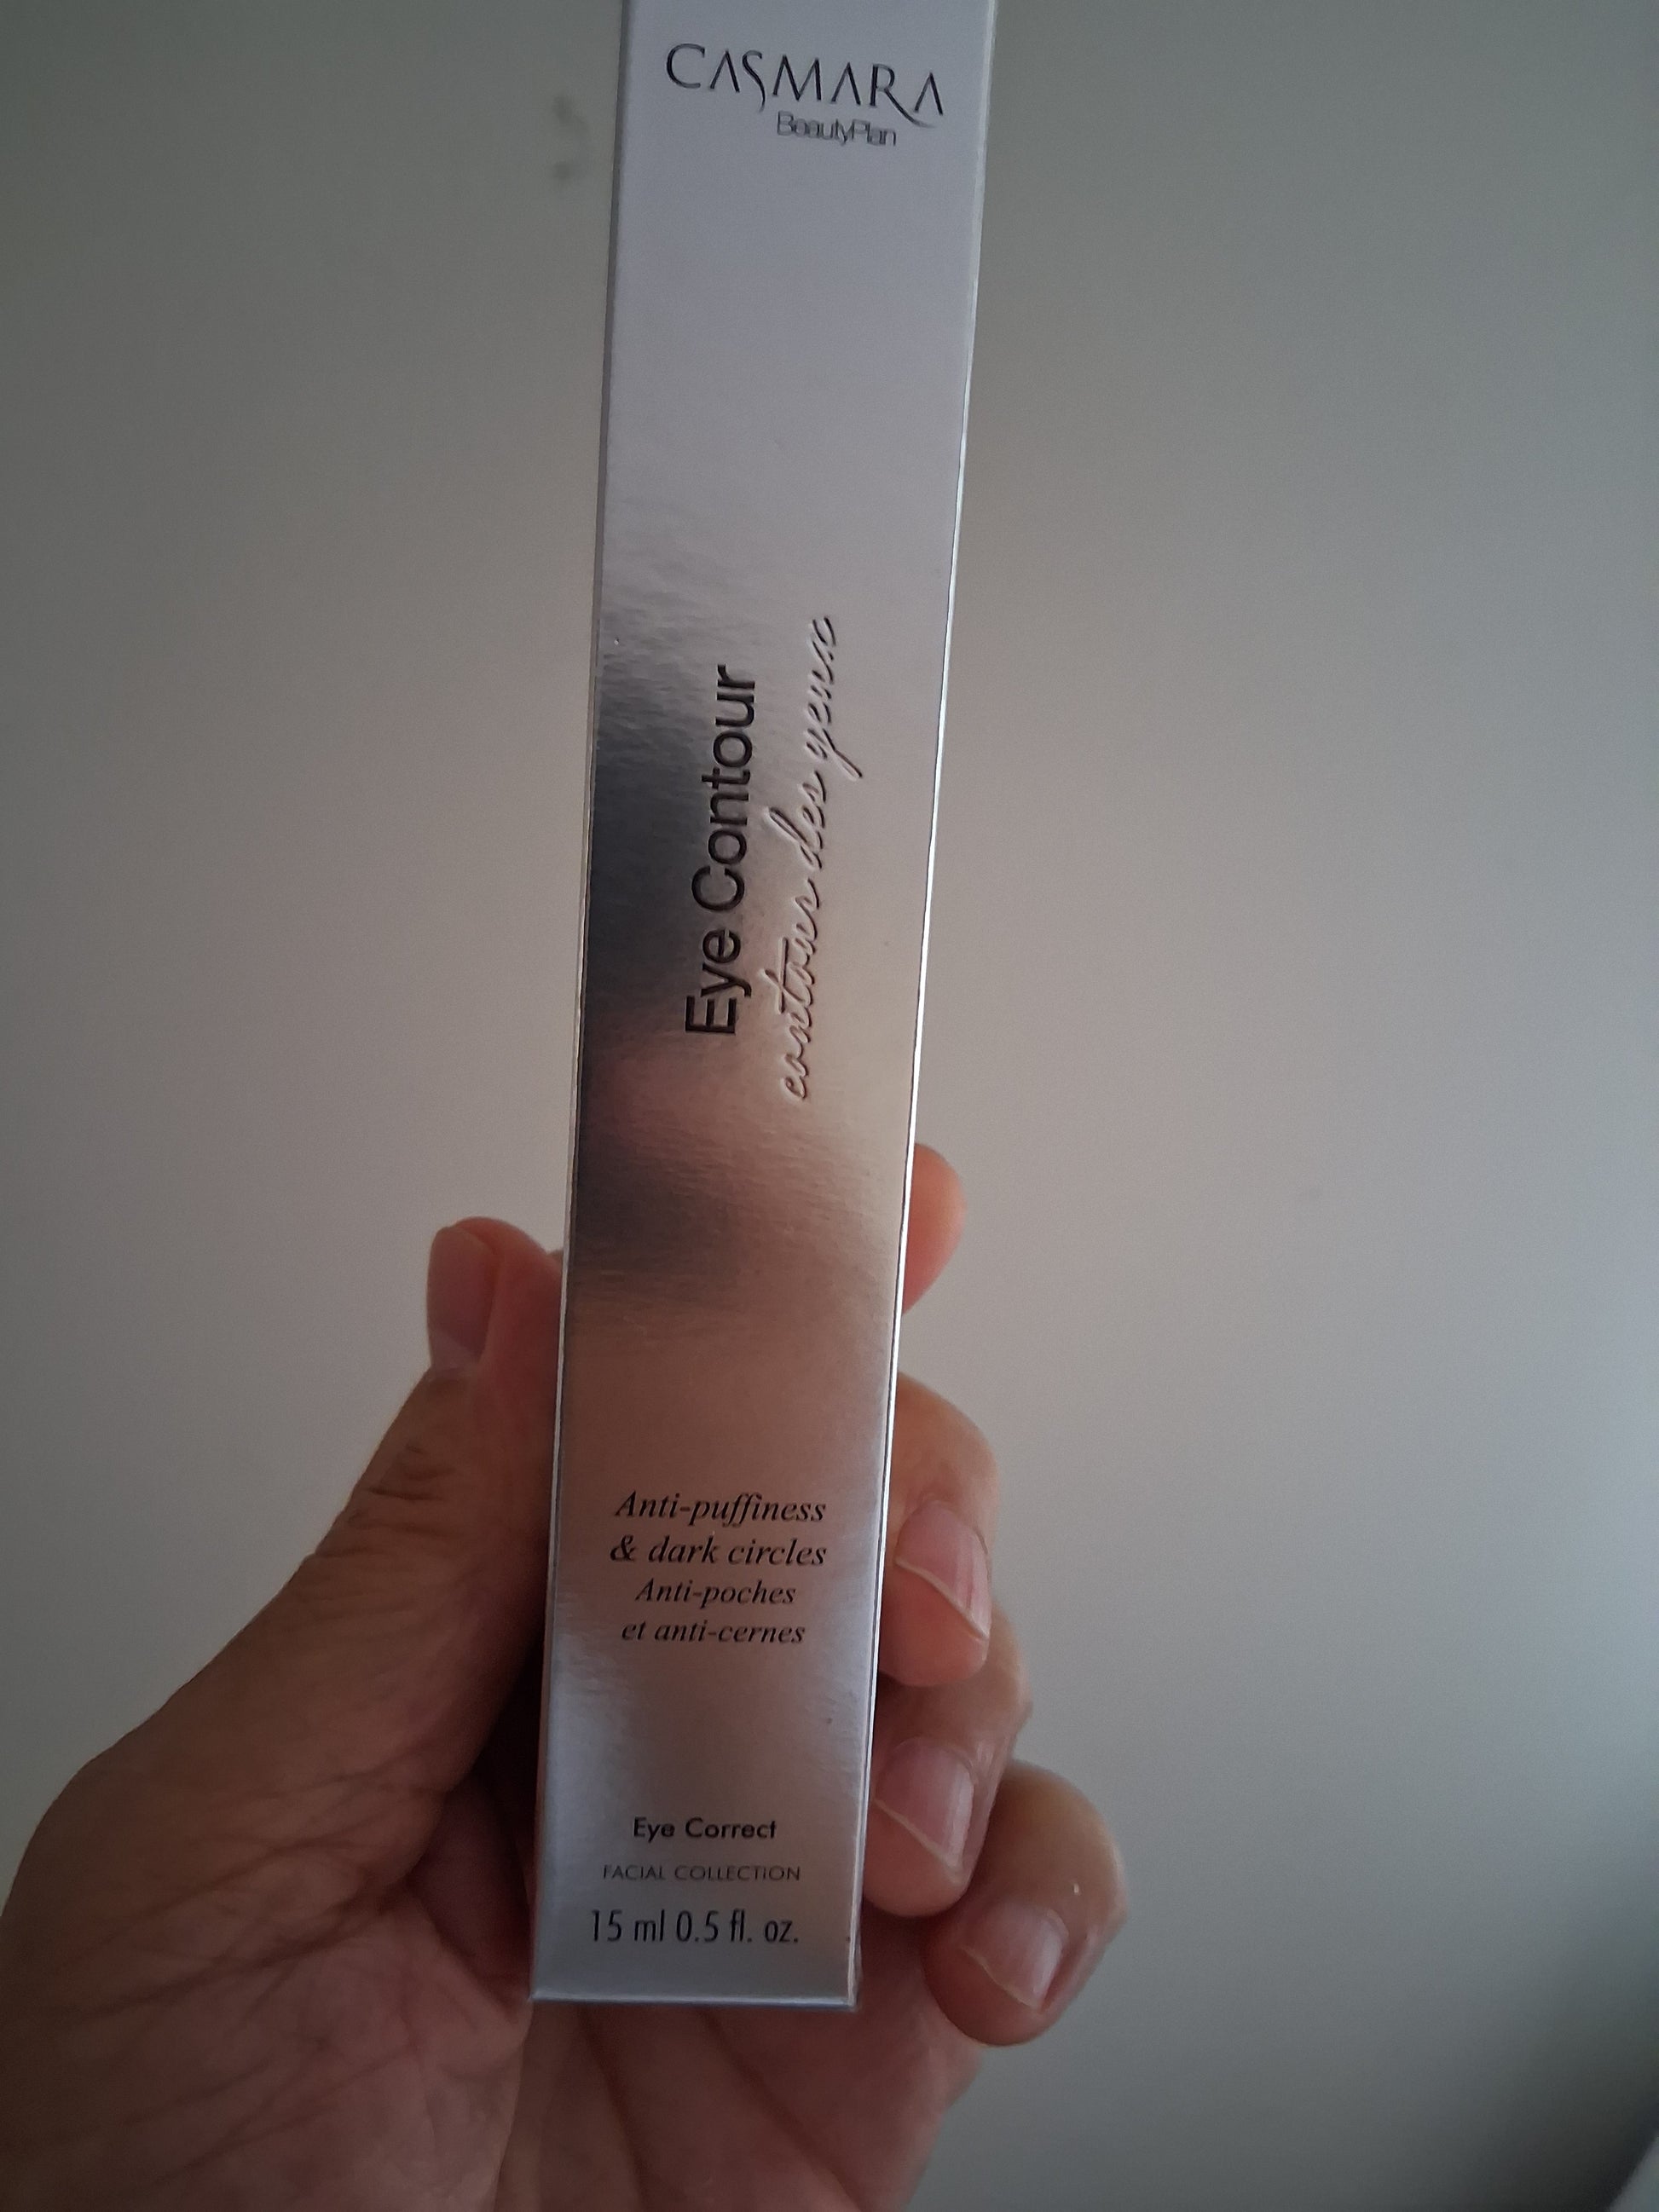 CASMARA
BeautyPlan
Eye Contour
contour des yeux
Anti-puffiness
& dark circles
Anti-poches
et anti-cernes
Eye Correct
FACIAL COLLECTION
15 ml 0.5 fl. oz.